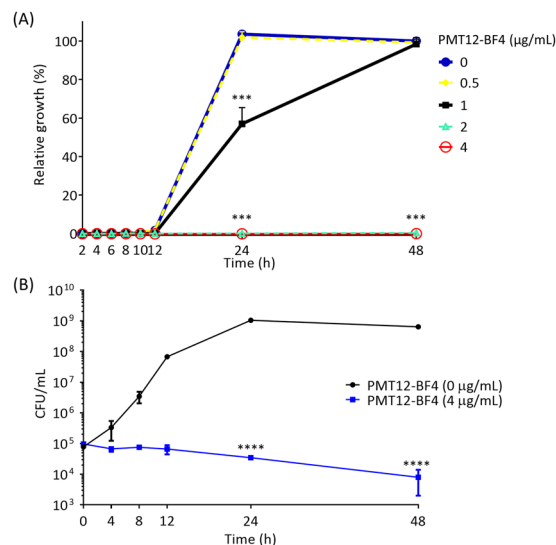 (A)
PMT12-BF4 (μg/mL)
0
0.5
1
2
4
Relative growth (%)
100
80
60
40
20
0
***
***
***
2 4 6 8 10 12 24 48
Time (h)
(B)
CFU/mL
10^10
10^9
10^8
10^7
10^6
10^5
10^4
10^3
PMT12-BF4 (0 μg/mL)
PMT12-BF4 (4 μg/mL)
****
****
0 4 8 12 24 48
Time (h)